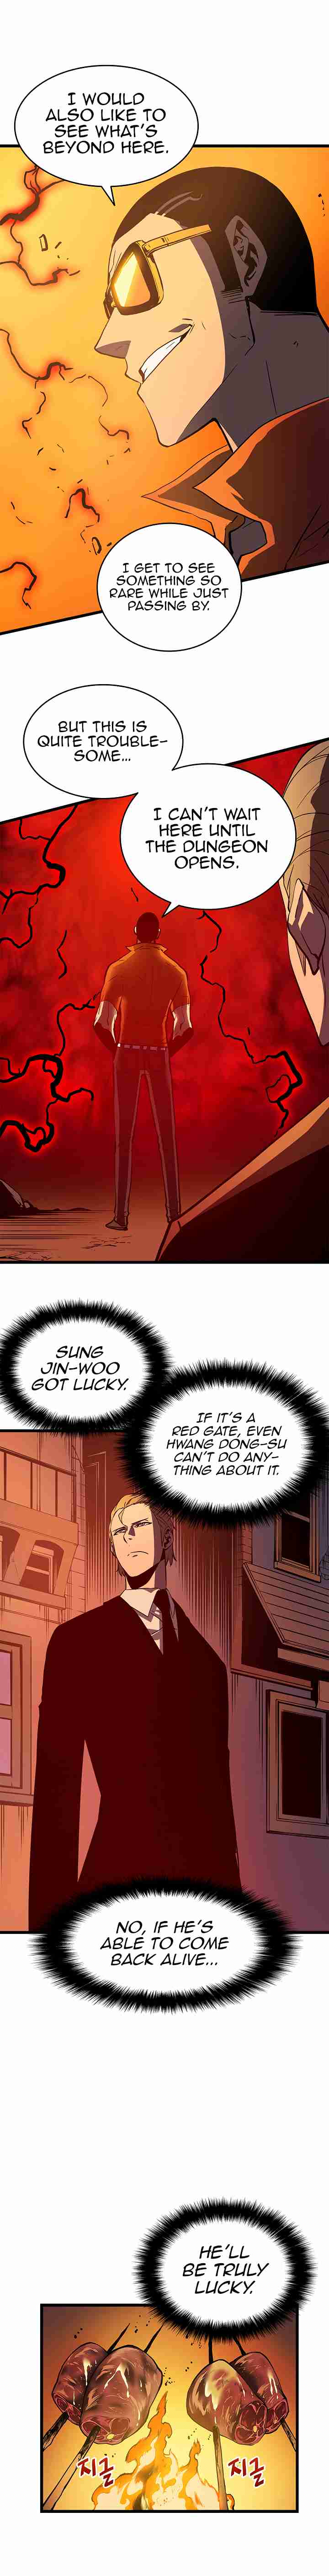 I WOULD
ALSO LIKE TO
SEE WHAT'S
BEYOND HERE.
I GET TO SEE
SOMETHING SO
RARE WHILE JUST
PASSING BY.
BUT THIS IS
QUITE TROUBLE-
SOME...
I CAN'T WAIT
HERE UNTIL
THE DUNGEON
OPENS.
SUNG
JIN-WOO
GOT LUCKY.
IF IT'S A
RED GATE, EVEN
HWANG DONG-SU
CAN'T DO ANY-
THING ABOUT IT.
NO, IF HE'S
ABLE TO COME
BACK ALIVE...
HE'LL
BE TRULY
LUCKY.
지글 지글